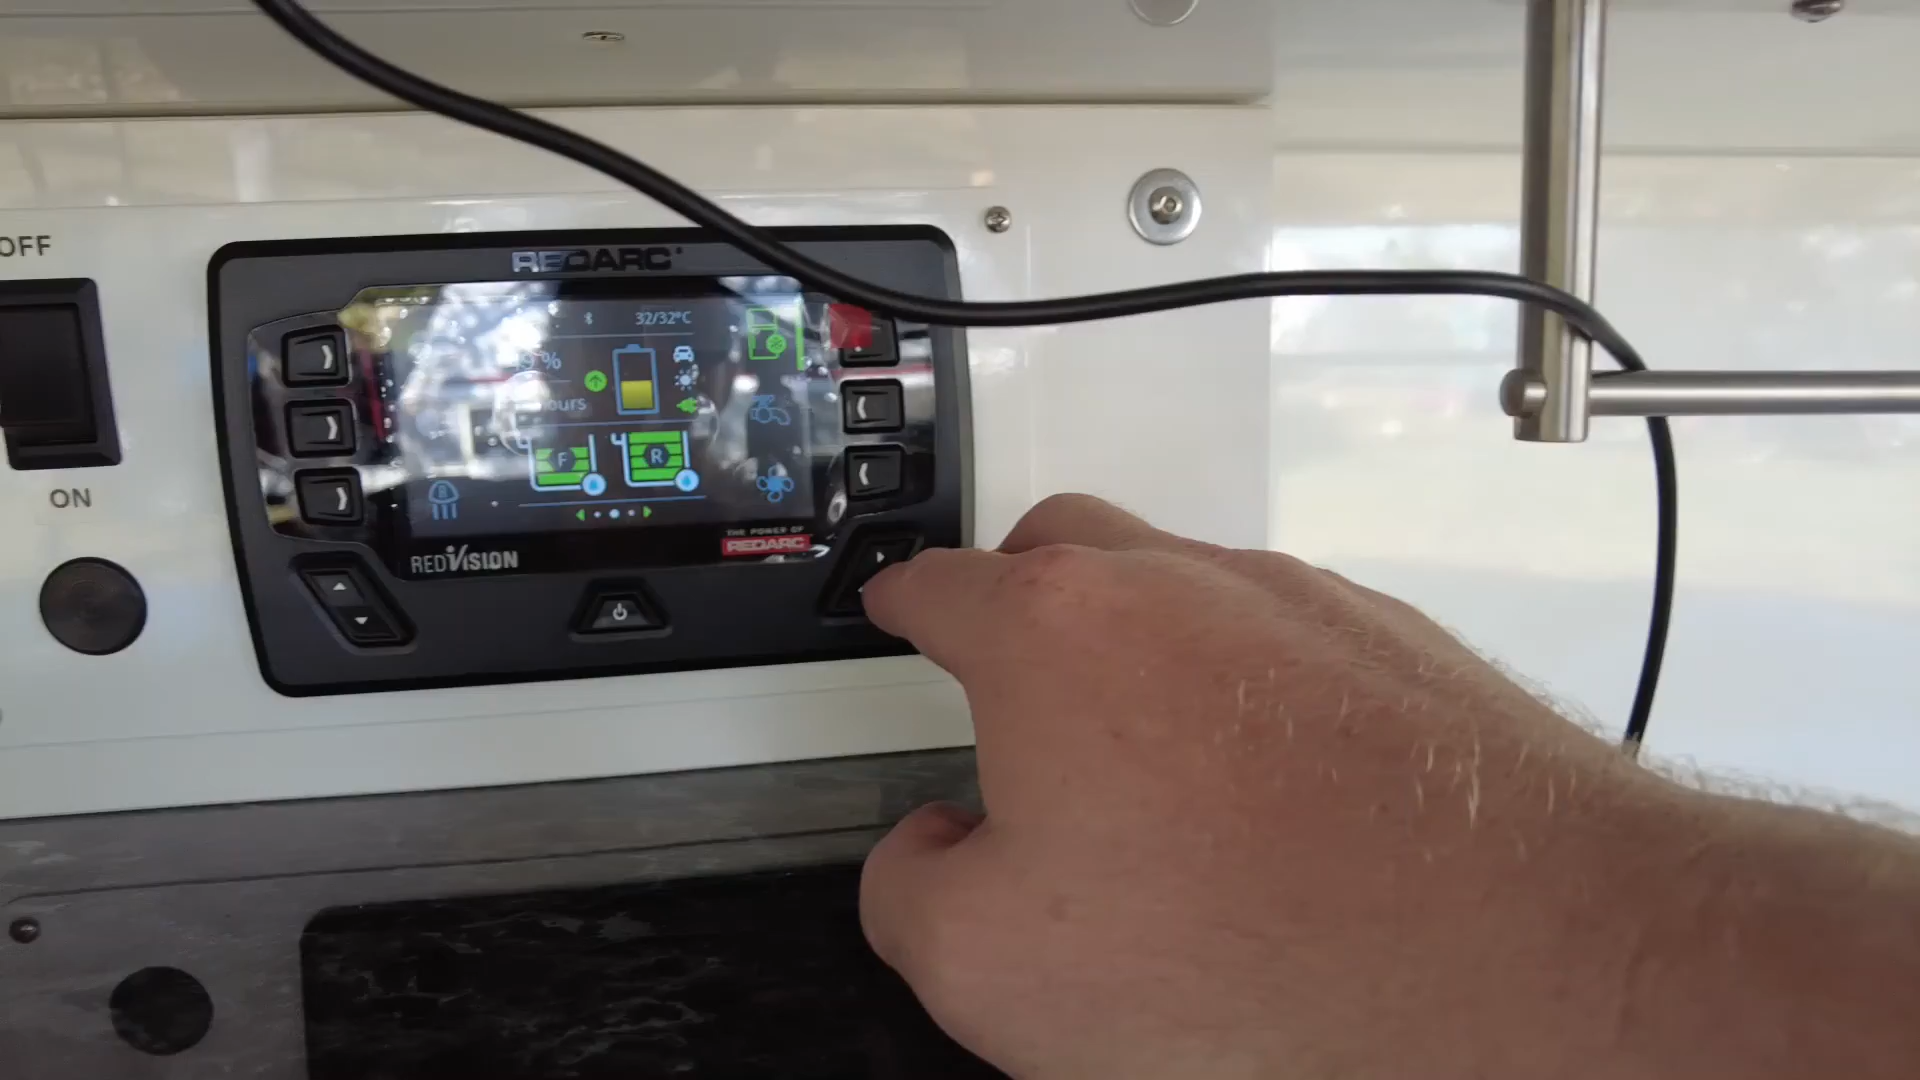 OFF
REDARC
32/32°C
%
F
R
THE POWER OF
REDARC
REDVISION
ON